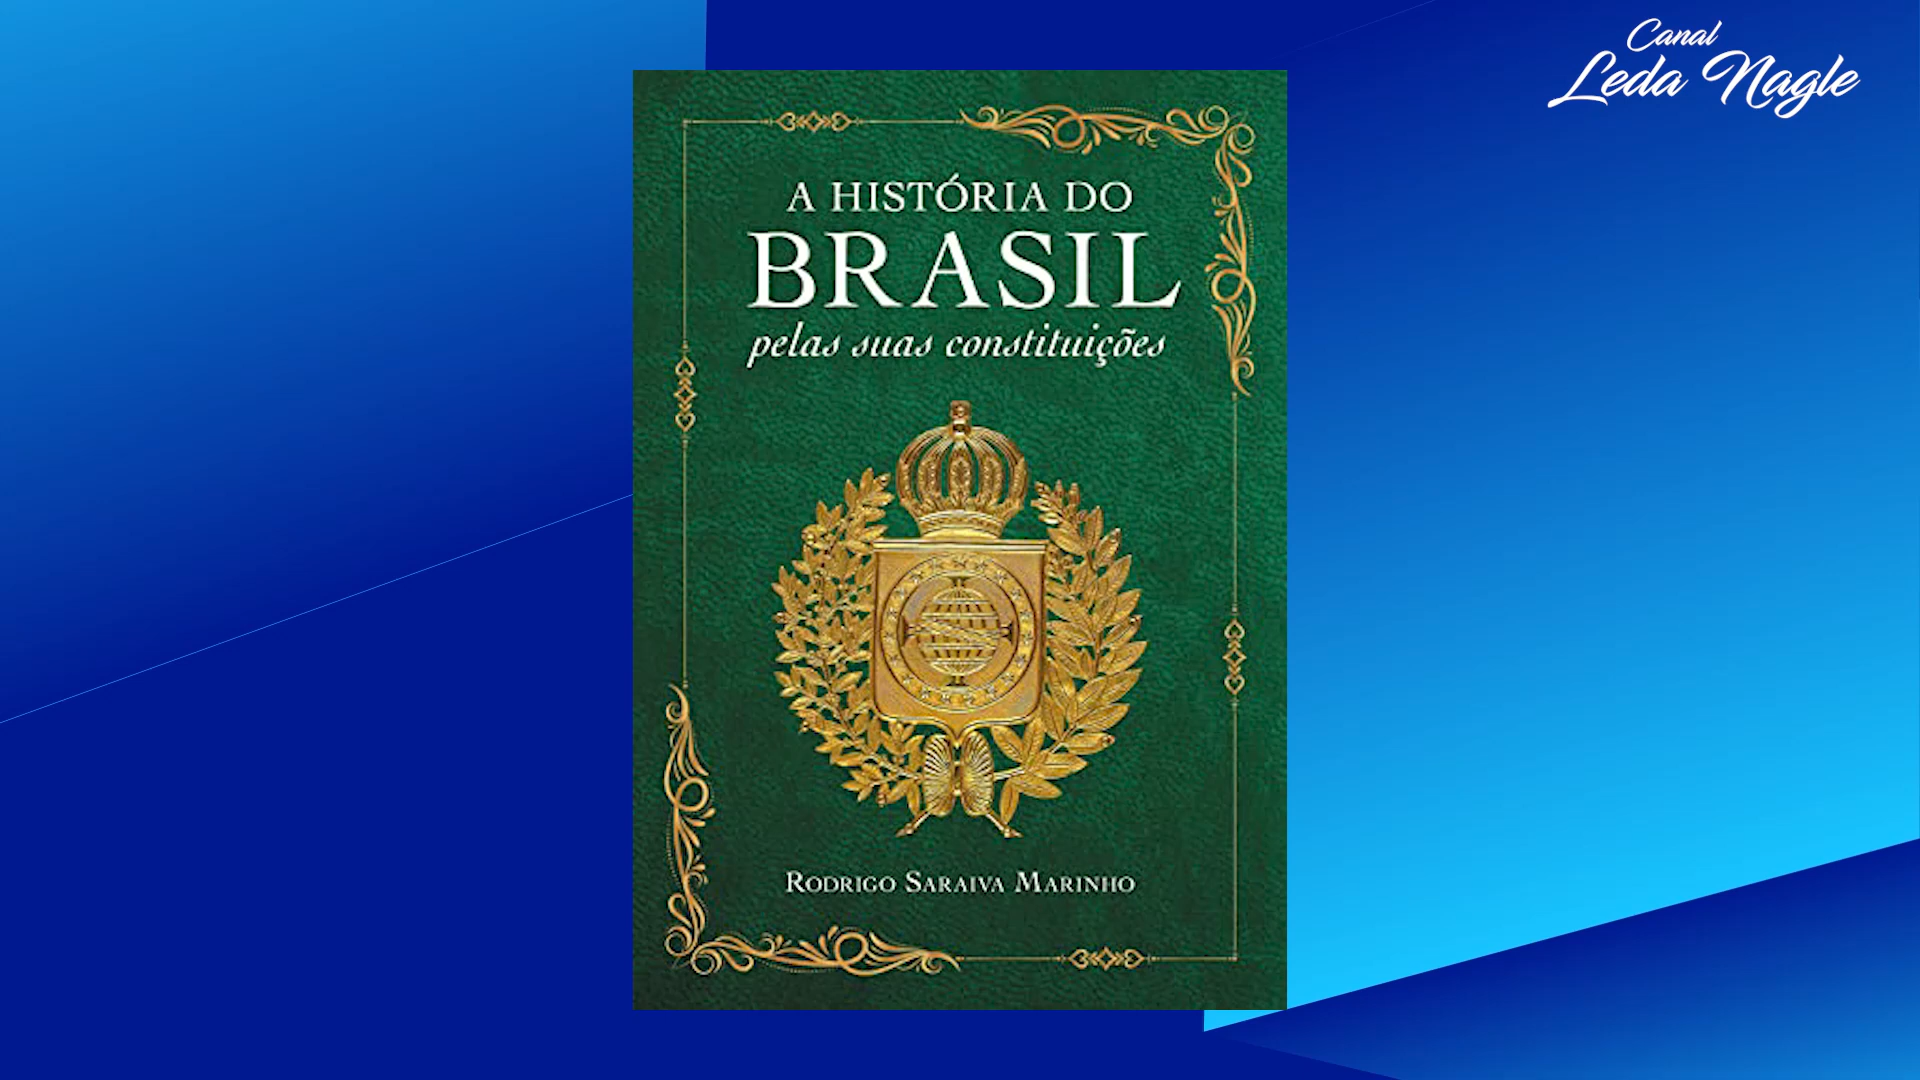 Canal
Leda Nagle
A HISTÓRIA DO
BRASIL
pelas suas constituições
RODRIGO SARAIVA MARINHO